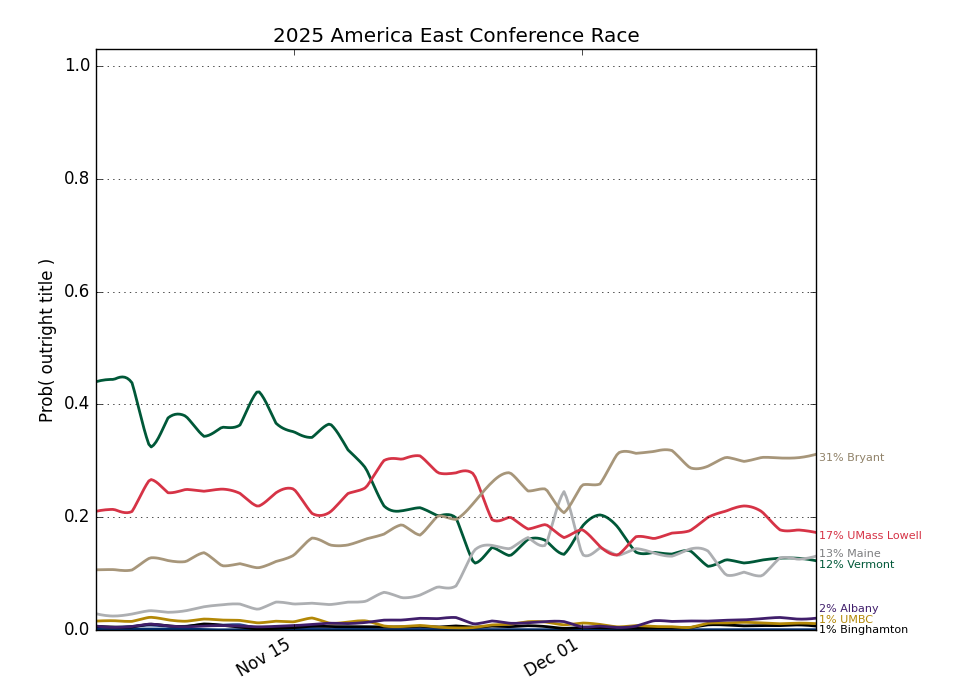 2025 America East Conference Race
Prob( outright title )
1.0
0.8
0.6
0.4
0.2
0.0
Nov 15
Dec 01
31% Bryant
17% UMass Lowell
13% Maine
12% Vermont
2% Albany
1% UMBC
1% Binghamton